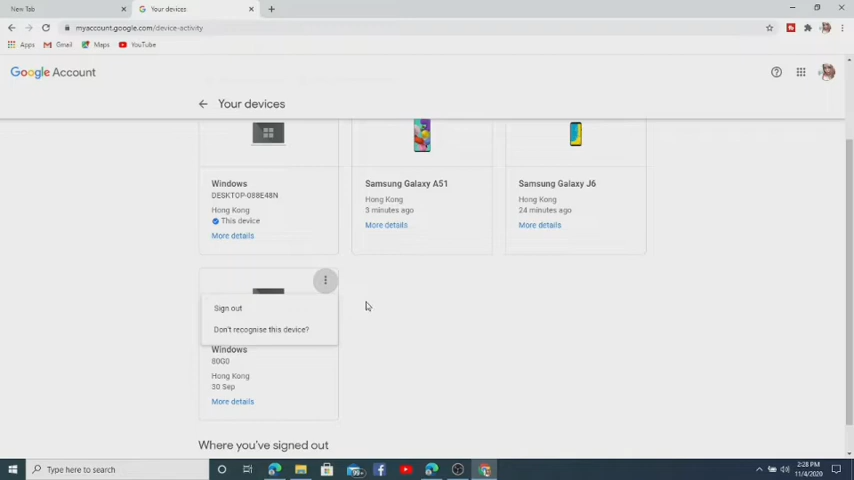 New Tab
Your devices
myaccount.google.com/device-activity
Apps
Gmail
Maps
YouTube
Google Account
Your devices
Windows
DESKTOP-088E48N
Hong Kong
This device
More details
Samsung Galaxy A51
Hong Kong
3 minutes ago
More details
Samsung Galaxy J6
Hong Kong
24 minutes ago
More details
Sign out
Don't recognise this device?
Windows
80G0
Hong Kong
30 Sep
More details
Where you've signed out
Type here to search
99+
2:28 PM
11/4/2020